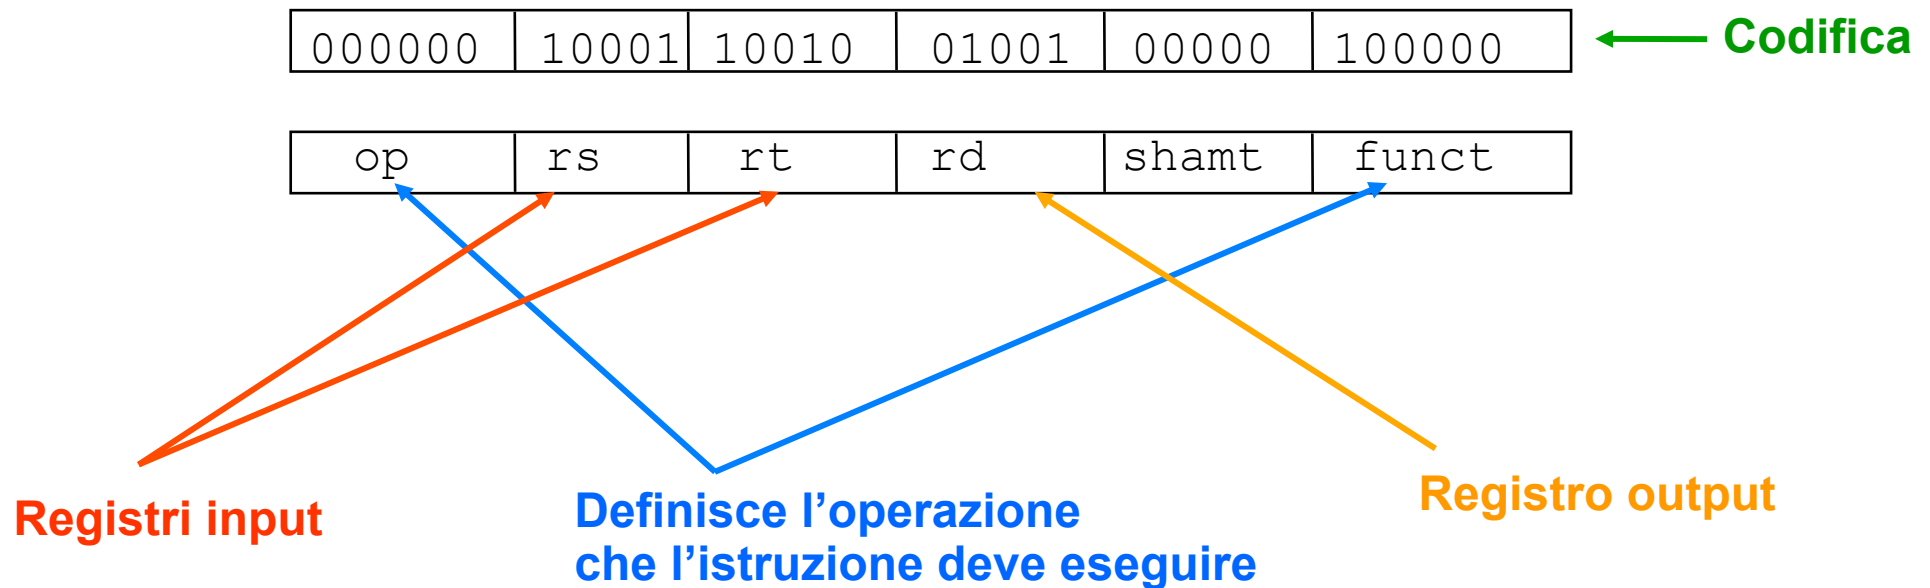 000000 10001 10010 01001 00000 100000 Codifica
op rs rt rd shamt funct
Registri input
Definisce l’operazione
che l’istruzione deve eseguire
Registro output